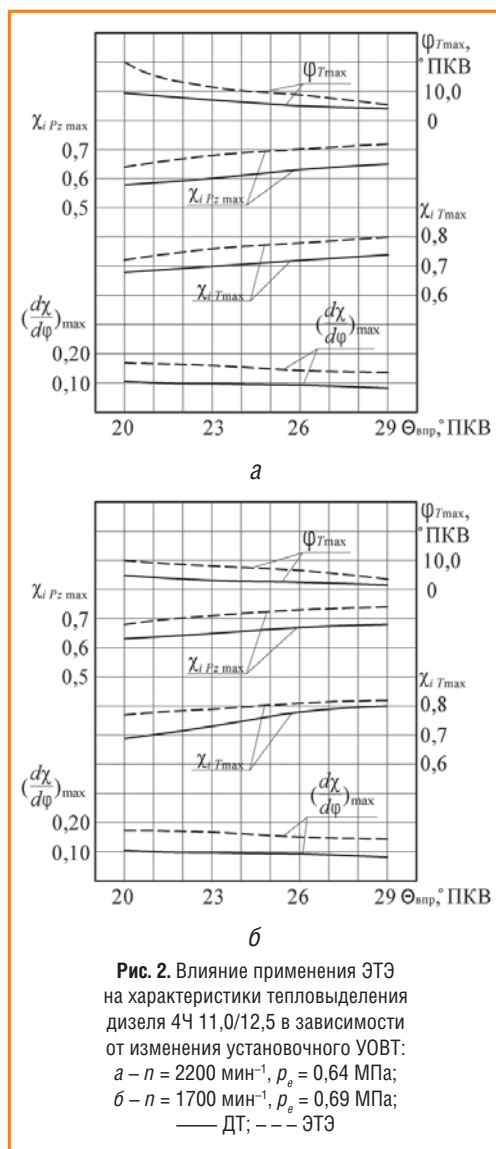 φTmax,
°ПКВ
φTmax
10,0
0
χi Pz max
0,7
0,6
0,5
χi Pz max
χi Tmax
0,8
0,7
0,6
χi Tmax
(dχ/dφ)max
0,20
0,10
(dχ/dφ)max
20 23 26 29 Θвпр,°ПКВ
а
φTmax,
°ПКВ
φTmax
10,0
0
χi Pz max
0,7
0,6
0,5
χi Pz max
χi Tmax
0,8
0,7
0,6
χi Tmax
(dχ/dφ)max
0,20
0,10
(dχ/dφ)max
20 23 26 29 Θвпр,°ПКВ
б
Рис. 2. Влияние применения ЭТЭ
на характеристики тепловыделения
дизеля 4Ч 11,0/12,5 в зависимости
от изменения установочного УОВТ:
а – n = 2200 мин⁻¹, pe = 0,64 МПа;
б – n = 1700 мин⁻¹, pe = 0,69 МПа;
—— ДТ; – – – ЭТЭ